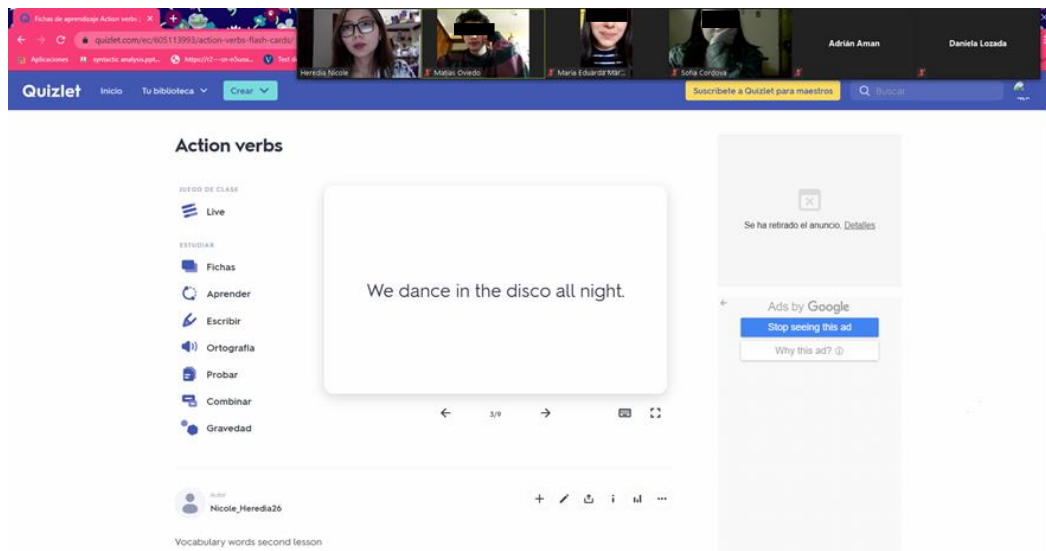 Fichas de aprendizaje Action verbs
quizlet.com/ec/605113993/action-verbs-flash-cards/
Aplicaciones
syntactic analysis.ppt...
Heredia Nicole
Matias Oviedo
Maria Eduarda Mar...
Sofia Cordova
Adrián Aman
Daniela Lozada
Quizlet
Inicio
Tu biblioteca
Crear
Suscríbete a Quizlet para maestros
Buscar
Action verbs
JUEGO DE CLASE
Live
ESTUDIAR
Fichas
Aprender
Escribir
Ortografía
Probar
Combinar
Gravedad
We dance in the disco all night.
3/9
Se ha retirado el anuncio. Detalles
Ads by Google
Stop seeing this ad
Why this ad?
Autor
Nicole_Heredia26
Vocabulary words second lesson